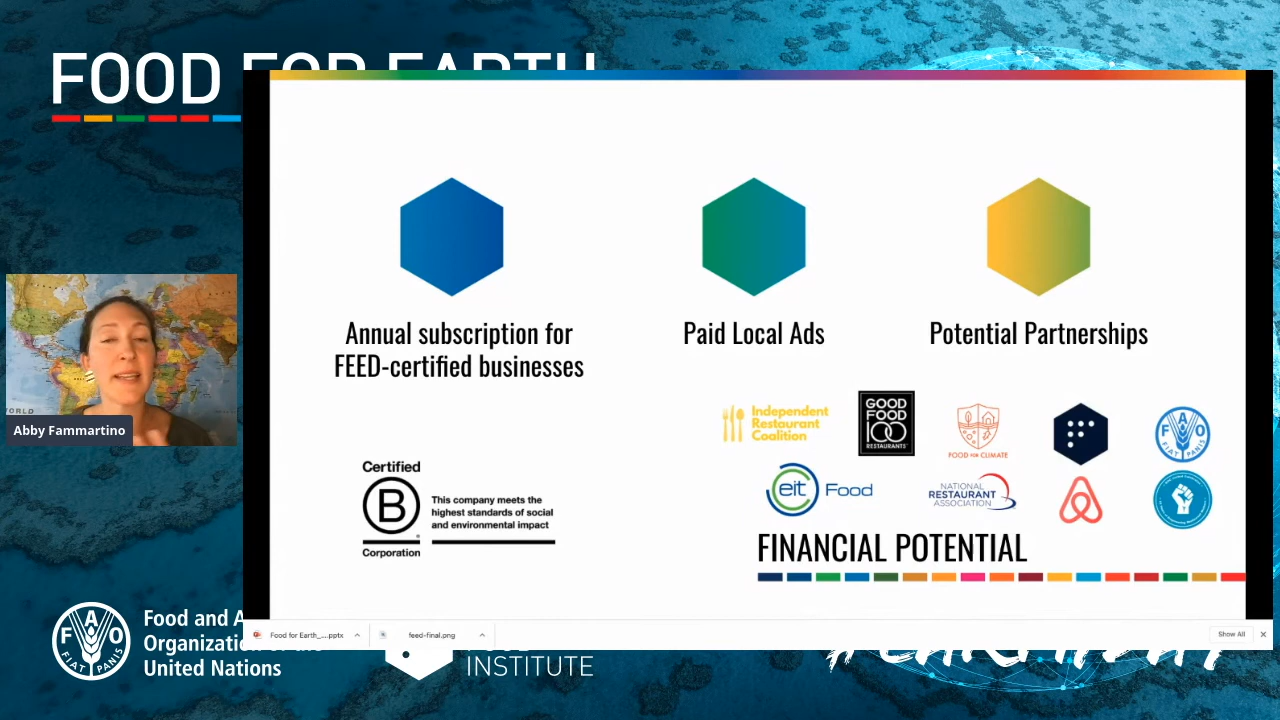 FOOD
WORLD
Abby Fammartino
Annual subscription for
FEED-certified businesses
Paid Local Ads
Potential Partnerships
Independent
Restaurant
Coalition
GOOD
FOOD
100
RESTAURANTS
FOOD FOR CLIMATE
F A O
FIAT PANIS
eit Food
NATIONAL
RESTAURANT
ASSOCIATION
Certified
B
Corporation
This company meets the
highest standards of social
and environmental impact
FINANCIAL POTENTIAL
Food for Earth_....pptx
feed-final.png
Show All
F A O
FIAT PANIS
Food and A
Organization
United Nations
INSTITUTE